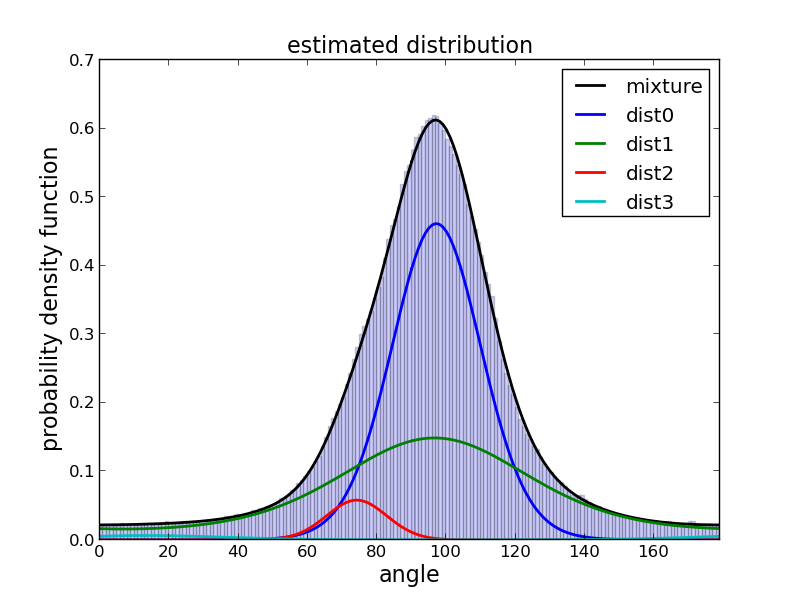 estimated distribution
probability density function
0.7
0.6
0.5
0.4
0.3
0.2
0.1
0.0
0 20 40 60 80 100 120 140 160
angle
mixture
dist0
dist1
dist2
dist3